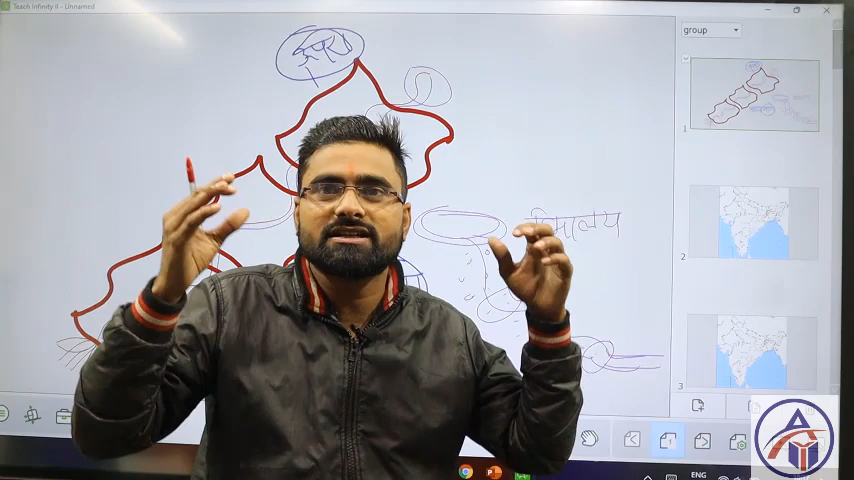 Teach Infinity II - Unnamed
group
1
2
3
हिमालय
ENG